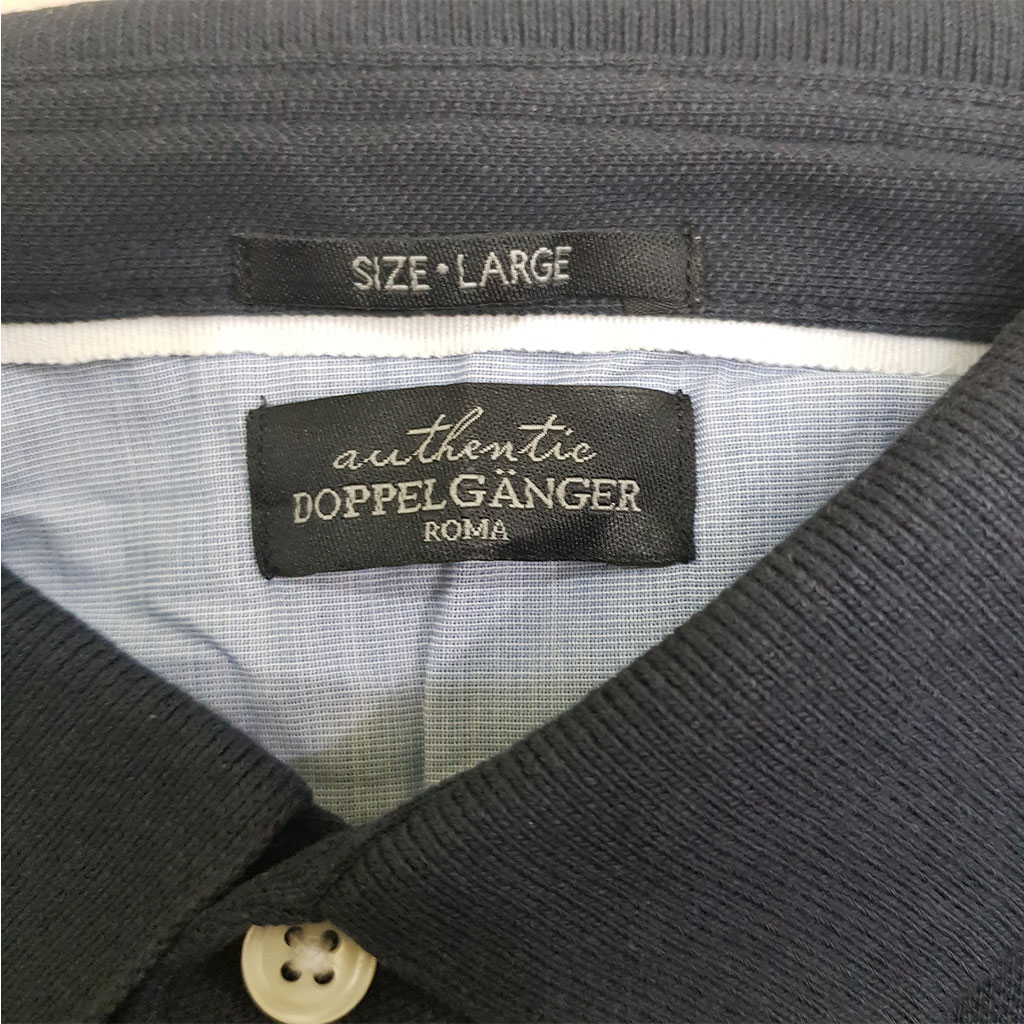 SIZE • LARGE
authentic
DOPPELGÄNGER
ROMA